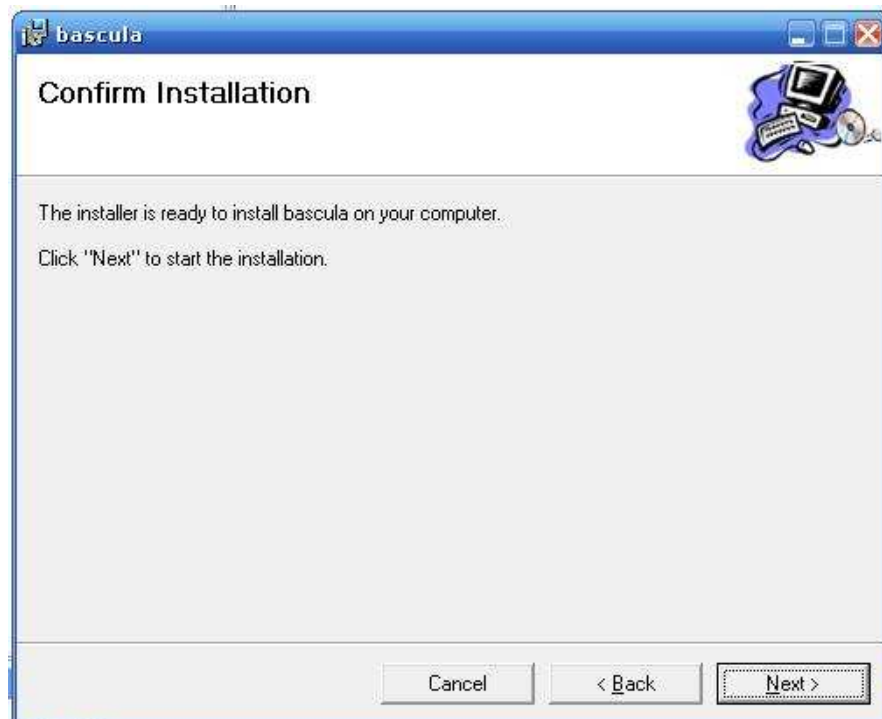 bascula
Confirm Installation
The installer is ready to install bascula on your computer.
Click "Next" to start the installation.
Cancel
< Back
Next >